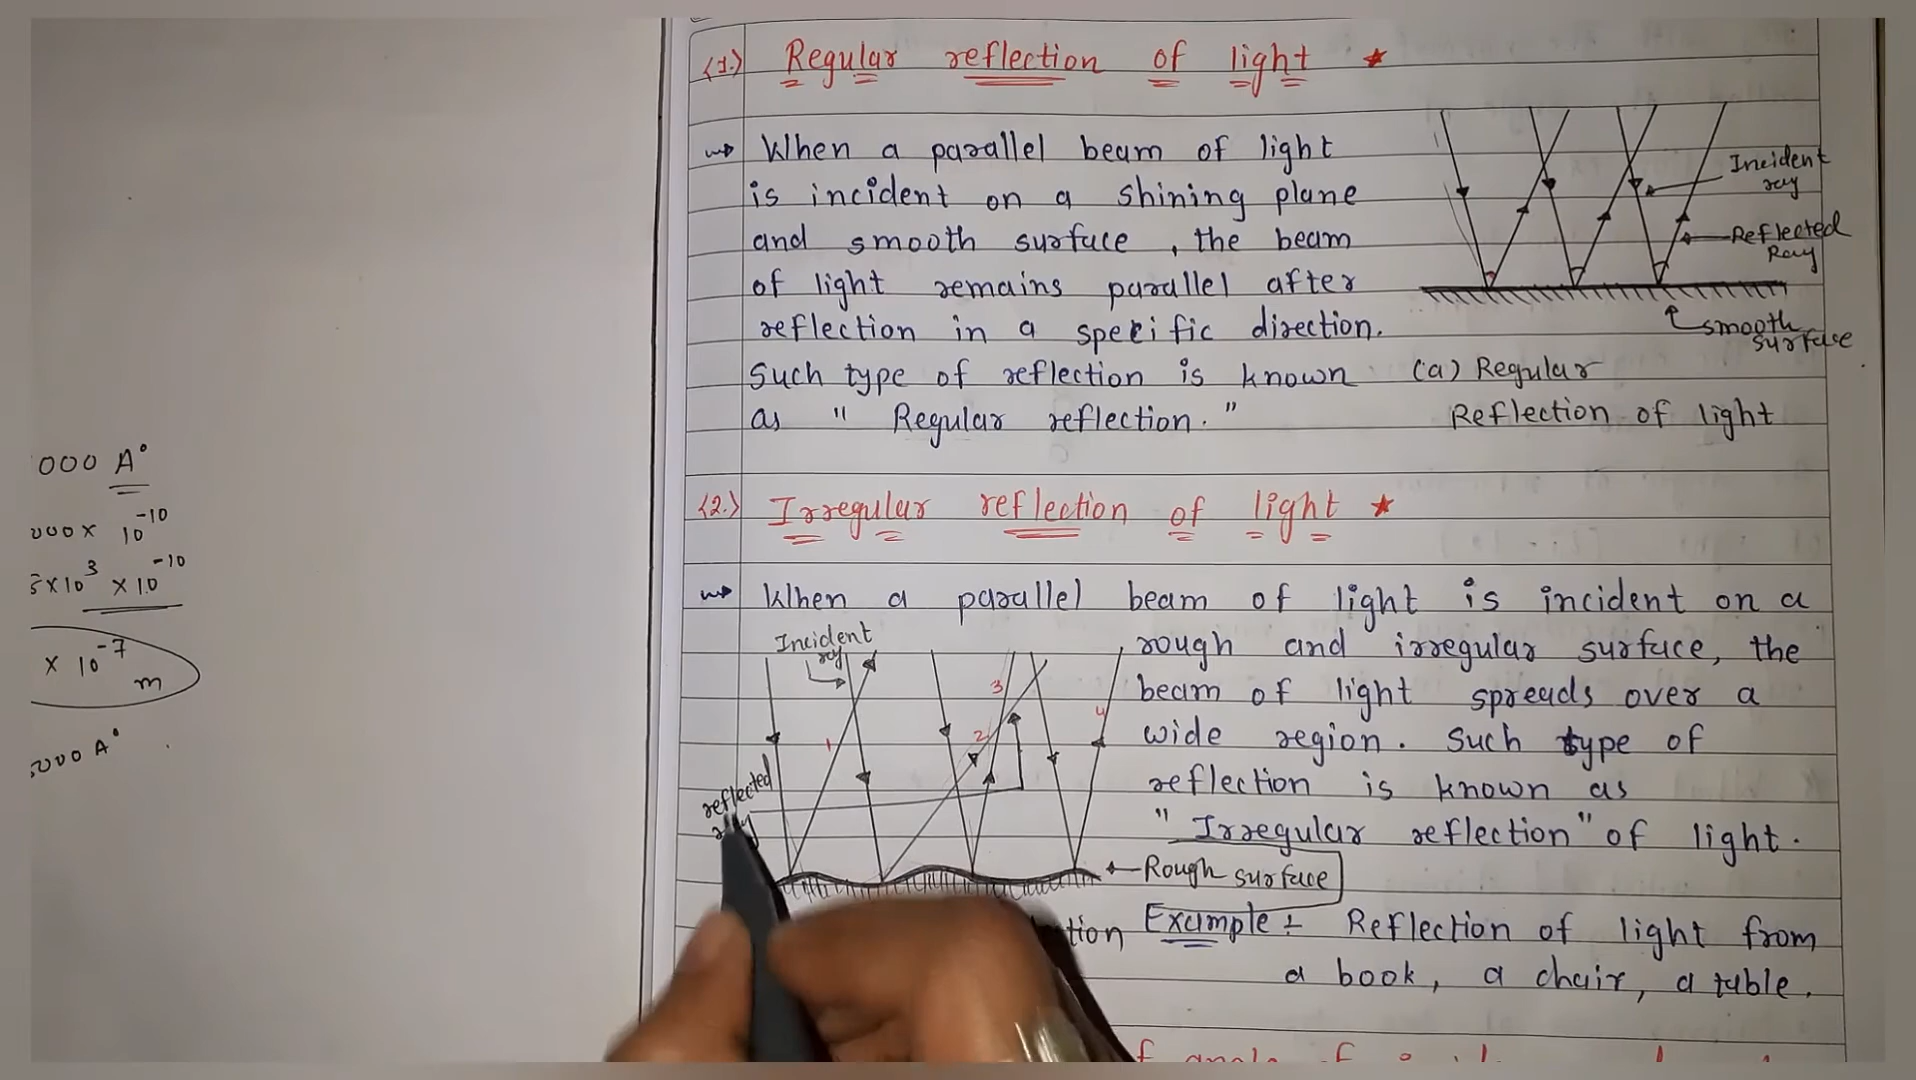 (1.) Regular reflection of light *
When a parallel beam of light
is incident on a shining plane
and smooth surface , the beam
of light remains parallel after
reflection in a specific direction.
Such type of reflection is known
as " Regular reflection. "
Incident
ray
Reflected
Ray
smooth
surface
(a) Regular
Reflection of light
000 A°
000 x 10^-10
5x10^3 x 10^-10
x 10^-7 m
000 A°
(2.) Irregular reflection of light *
When a parallel beam of light is incident on a
rough and irregular surface, the
beam of light spreads over a
wide region. Such type of
reflection is known as
" Irregular reflection" of light.
Incident
ray
1
2
3
4
reflected
Rough surface
tion
Example :- Reflection of light from
a book, a chair, a table.